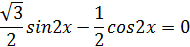 √3/2 sin2x − 1/2 cos2x = 0